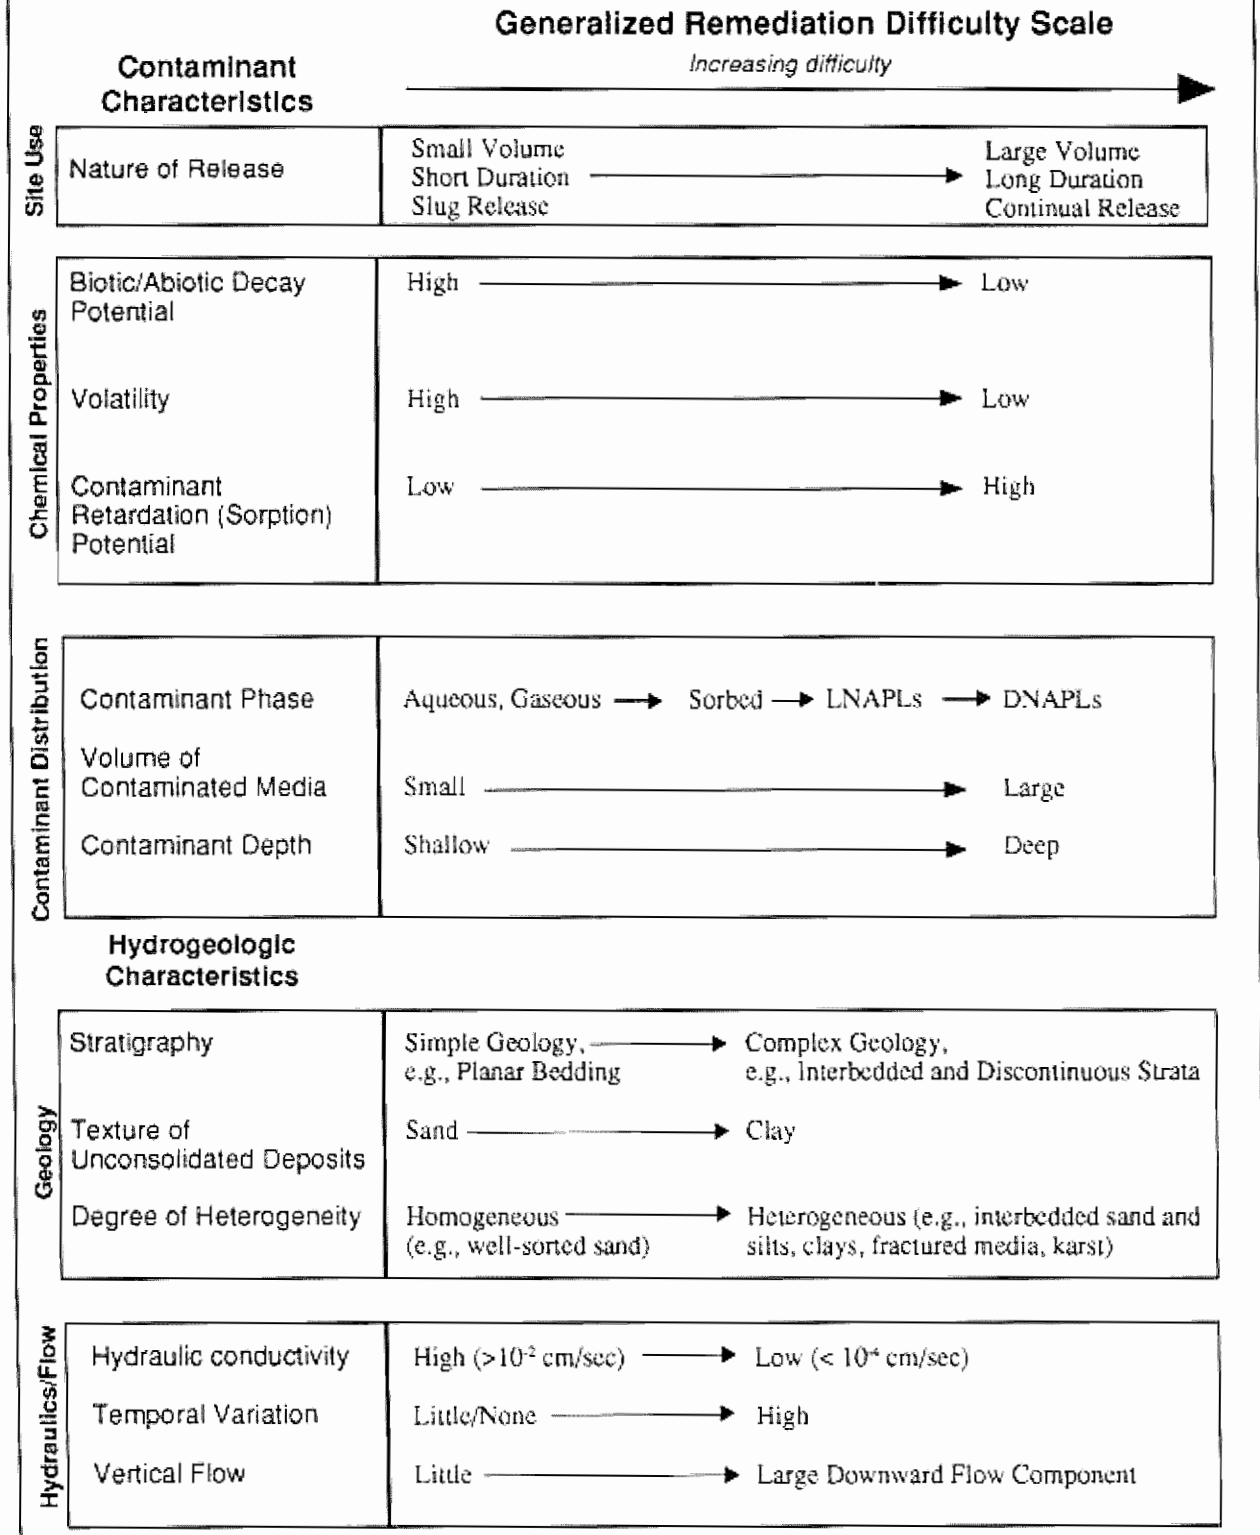 Generalized Remediation Difficulty Scale
Increasing difficulty
Contaminant
Characteristics
Site Use
Nature of Release
Small Volume
Short Duration
Slug Release
Large Volume
Long Duration
Continual Release
Chemical Properties
Biotic/Abiotic Decay
Potential
High
Low
Volatility
High
Low
Contaminant
Retardation (Sorption)
Potential
Low
High
Contaminant Distribution
Contaminant Phase
Aqueous, Gaseous
Sorbed
LNAPLs
DNAPLs
Volume of
Contaminated Media
Small
Large
Contaminant Depth
Shallow
Deep
Hydrogeologic
Characteristics
Geology
Stratigraphy
Simple Geology,
e.g., Planar Bedding
Complex Geology,
e.g., Interbedded and Discontinuous Strata
Texture of
Unconsolidated Deposits
Sand
Clay
Degree of Heterogeneity
Homogeneous
(e.g., well-sorted sand)
Heterogeneous (e.g., interbedded sand and
silts, clays, fractured media, karst)
Hydraulics/Flow
Hydraulic conductivity
High (>10⁻² cm/sec)
Low (< 10⁻⁴ cm/sec)
Temporal Variation
Little/None
High
Vertical Flow
Little
Large Downward Flow Component